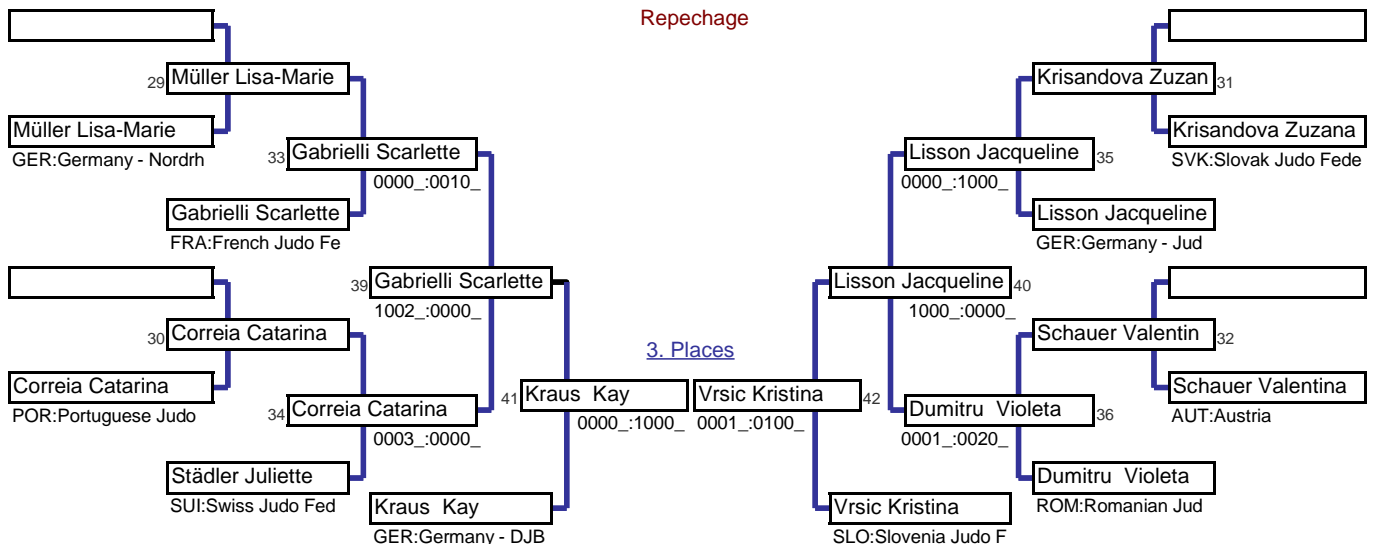 Repechage
29 Müller Lisa-Marie
Krisandova Zuzan 31
Müller Lisa-Marie
GER:Germany - Nordrh
Krisandova Zuzana
SVK:Slovak Judo Fede
33 Gabrielli Scarlette
0000_:0010_
Lisson Jacqueline 35
0000_:1000_
Gabrielli Scarlette
FRA:French Judo Fe
Lisson Jacqueline
GER:Germany - Jud
39 Gabrielli Scarlette
1002_:0000_
Lisson Jacqueline 40
1000_:0000_
30 Correia Catarina
Schauer Valentin 32
3. Places
Correia Catarina
POR:Portuguese Judo
41 Kraus Kay
0000_:1000_
Vrsic Kristina 42
0001_:0100_
Schauer Valentina
AUT:Austria
34 Correia Catarina
0003_:0000_
Dumitru Violeta 36
0001_:0020_
Städler Juliette
SUI:Swiss Judo Fed
Dumitru Violeta
ROM:Romanian Jud
Kraus Kay
GER:Germany - DJB
Vrsic Kristina
SLO:Slovenia Judo F